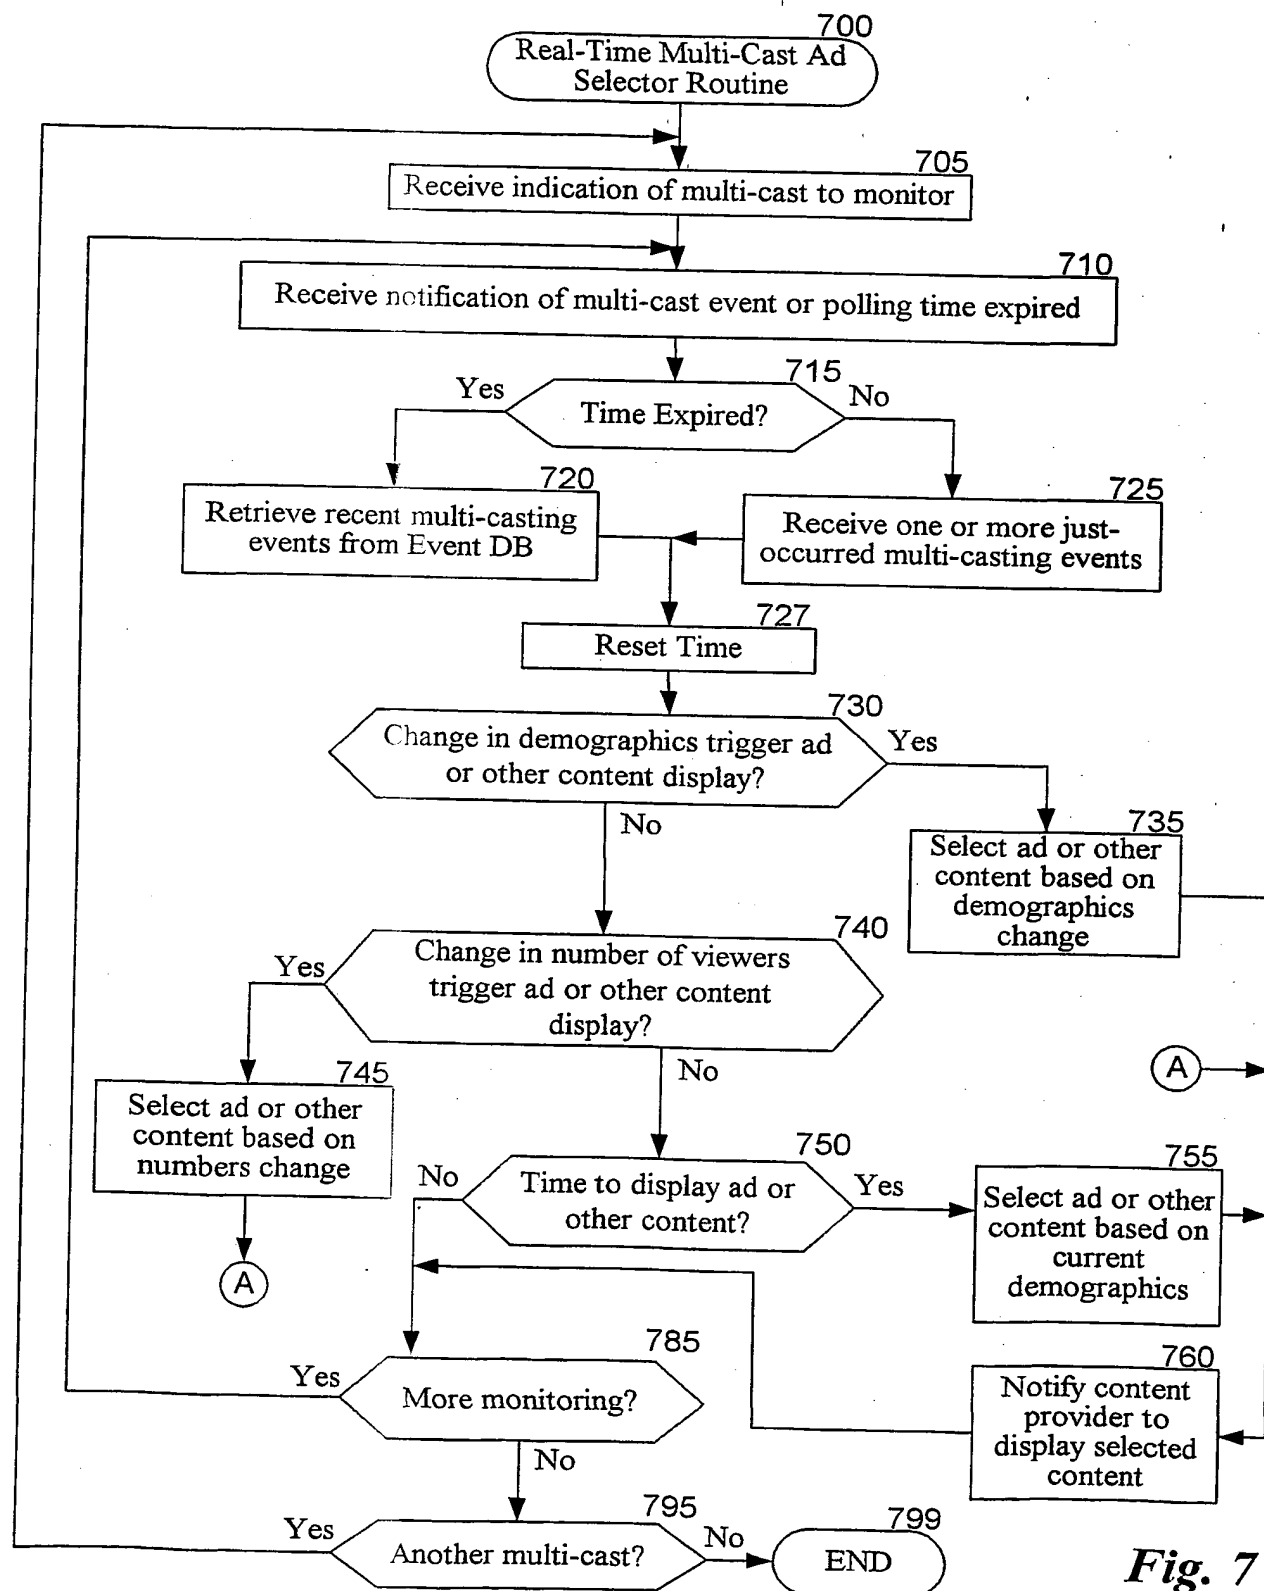 700
Real-Time Multi-Cast Ad
Selector Routine
705
Receive indication of multi-cast to monitor
710
Receive notification of multi-cast event or polling time expired
715
Yes
No
Time Expired?
720
Retrieve recent multi-casting
events from Event DB
725
Receive one or more just-
occurred multi-casting events
727
Reset Time
730
Change in demographics trigger ad
or other content display?
Yes
No
735
Select ad or other
content based on
demographics
change
740
Change in number of viewers
trigger ad or other content
display?
Yes
No
A
745
Select ad or other
content based on
numbers change
A
750
No
Time to display ad or
other content?
Yes
755
Select ad or other
content based on
current
demographics
760
Notify content
provider to
display selected
content
785
Yes
More monitoring?
No
795
Yes
Another multi-cast?
No
799
END
Fig. 7